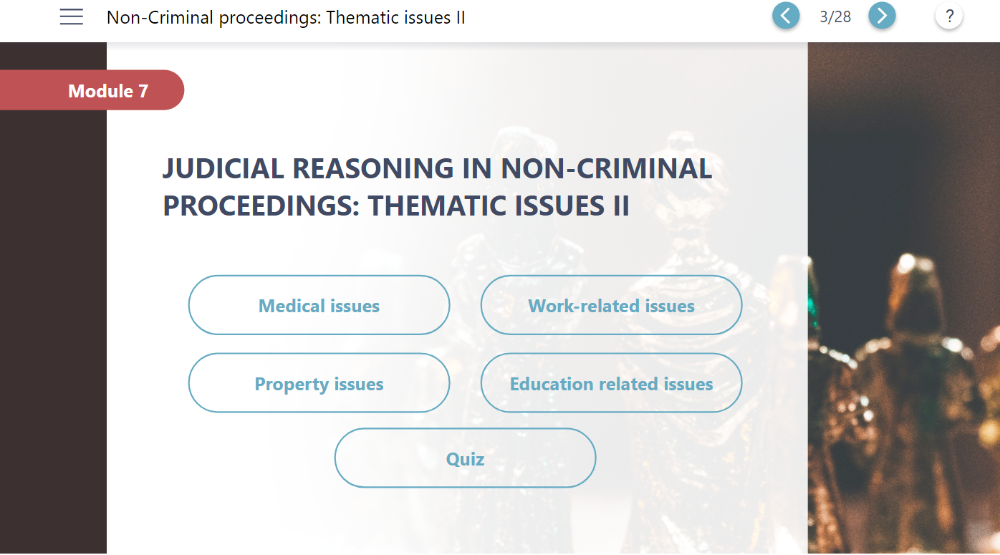 Non-Criminal proceedings: Thematic issues II
3/28
?
Module 7
JUDICIAL REASONING IN NON-CRIMINAL
PROCEEDINGS: THEMATIC ISSUES II
Medical issues
Work-related issues
Property issues
Education related issues
Quiz